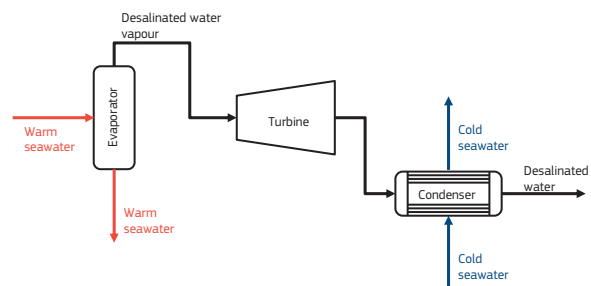 Desalinated water
vapour
Evaporator
Warm
seawater
Turbine
Cold
seawater
Desalinated
water
Condenser
Warm
seawater
Cold
seawater